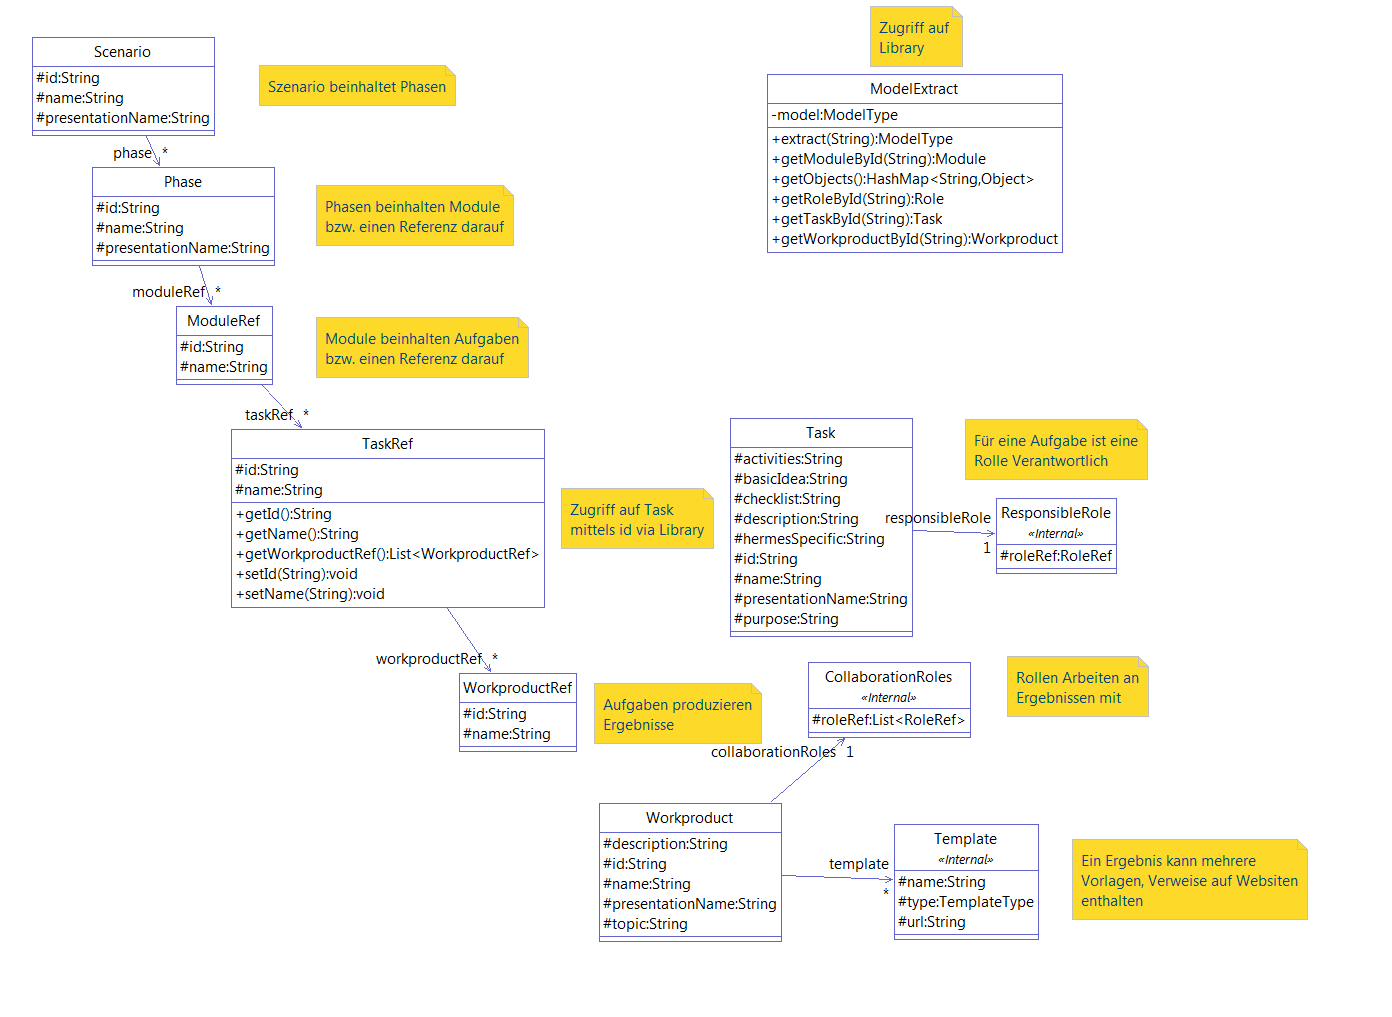 Scenario
#id:String
#name:String
#presentationName:String
Szenario beinhaltet Phasen
phase *
Phase
#id:String
#name:String
#presentationName:String
Phasen beinhalten Module
bzw. einen Referenz darauf
moduleRef *
ModuleRef
#id:String
#name:String
Module beinhalten Aufgaben
bzw. einen Referenz darauf
taskRef *
TaskRef
#id:String
#name:String
+getId():String
+getName():String
+getWorkproductRef():List<WorkproductRef>
+setId(String):void
+setName(String):void
Zugriff auf Task
mittels id via Library
workproductRef *
WorkproductRef
#id:String
#name:String
Aufgaben produzieren
Ergebnisse
Zugriff auf
Library
ModelExtract
-model:ModelType
+extract(String):ModelType
+getModuleById(String):Module
+getObjects():HashMap<String,Object>
+getRoleById(String):Role
+getTaskById(String):Task
+getWorkproductById(String):Workproduct
Task
#activities:String
#basicIdea:String
#checklist:String
#description:String
#hermesSpecific:String
#id:String
#name:String
#presentationName:String
#purpose:String
Für eine Aufgabe ist eine
Rolle Verantwortlich
responsibleRole
1
ResponsibleRole
«Internal»
#roleRef:RoleRef
CollaborationRoles
«Internal»
#roleRef:List<RoleRef>
Rollen Arbeiten an
Ergebnissen mit
collaborationRoles 1
Workproduct
#description:String
#id:String
#name:String
#presentationName:String
#topic:String
template
*
Template
«Internal»
#name:String
#type:TemplateType
#url:String
Ein Ergebnis kann mehrere
Vorlagen, Verweise auf Websiten
enthalten